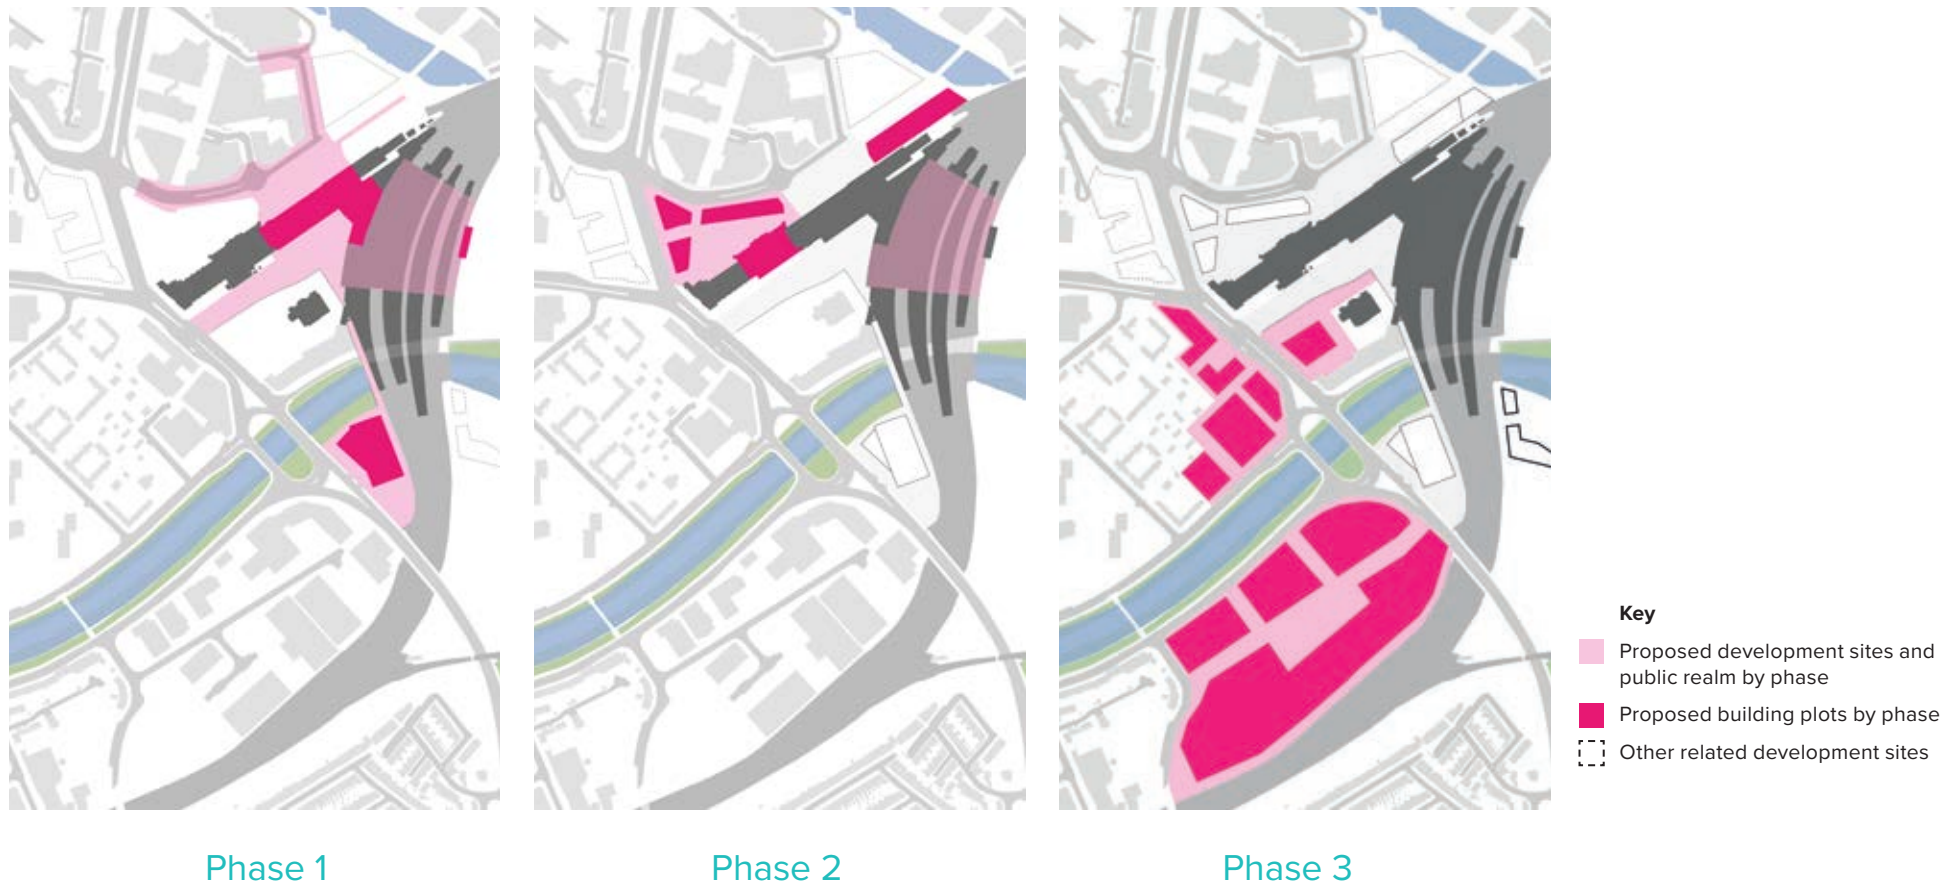 Key
Proposed development sites and
public realm by phase
Proposed building plots by phase
Other related development sites
Phase 1
Phase 2
Phase 3